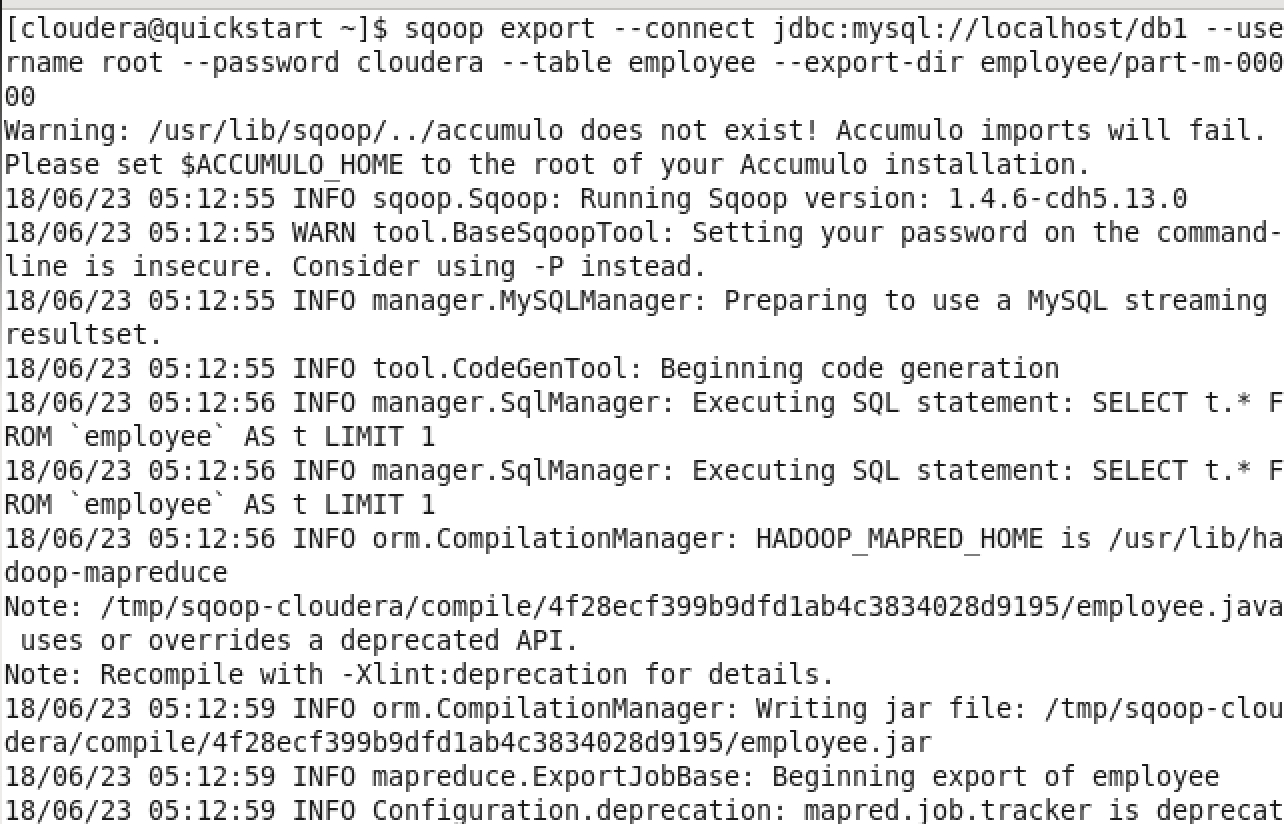 [cloudera@quickstart ~]$ sqoop export --connect jdbc:mysql://localhost/db1 --use
rname root --password cloudera --table employee --export-dir employee/part-m-000
00
Warning: /usr/lib/sqoop/../accumulo does not exist! Accumulo imports will fail.
Please set $ACCUMULO_HOME to the root of your Accumulo installation.
18/06/23 05:12:55 INFO sqoop.Sqoop: Running Sqoop version: 1.4.6-cdh5.13.0
18/06/23 05:12:55 WARN tool.BaseSqoopTool: Setting your password on the command-
line is insecure. Consider using -P instead.
18/06/23 05:12:55 INFO manager.MySQLManager: Preparing to use a MySQL streaming
resultset.
18/06/23 05:12:55 INFO tool.CodeGenTool: Beginning code generation
18/06/23 05:12:56 INFO manager.SqlManager: Executing SQL statement: SELECT t.* F
ROM `employee` AS t LIMIT 1
18/06/23 05:12:56 INFO manager.SqlManager: Executing SQL statement: SELECT t.* F
ROM `employee` AS t LIMIT 1
18/06/23 05:12:56 INFO orm.CompilationManager: HADOOP_MAPRED_HOME is /usr/lib/ha
doop-mapreduce
Note: /tmp/sqoop-cloudera/compile/4f28ecf399b9dfd1ab4c3834028d9195/employee.java
 uses or overrides a deprecated API.
Note: Recompile with -Xlint:deprecation for details.
18/06/23 05:12:59 INFO orm.CompilationManager: Writing jar file: /tmp/sqoop-clou
dera/compile/4f28ecf399b9dfd1ab4c3834028d9195/employee.jar
18/06/23 05:12:59 INFO mapreduce.ExportJobBase: Beginning export of employee
18/06/23 05:12:59 INFO Configuration.deprecation: mapred.job.tracker is deprecat